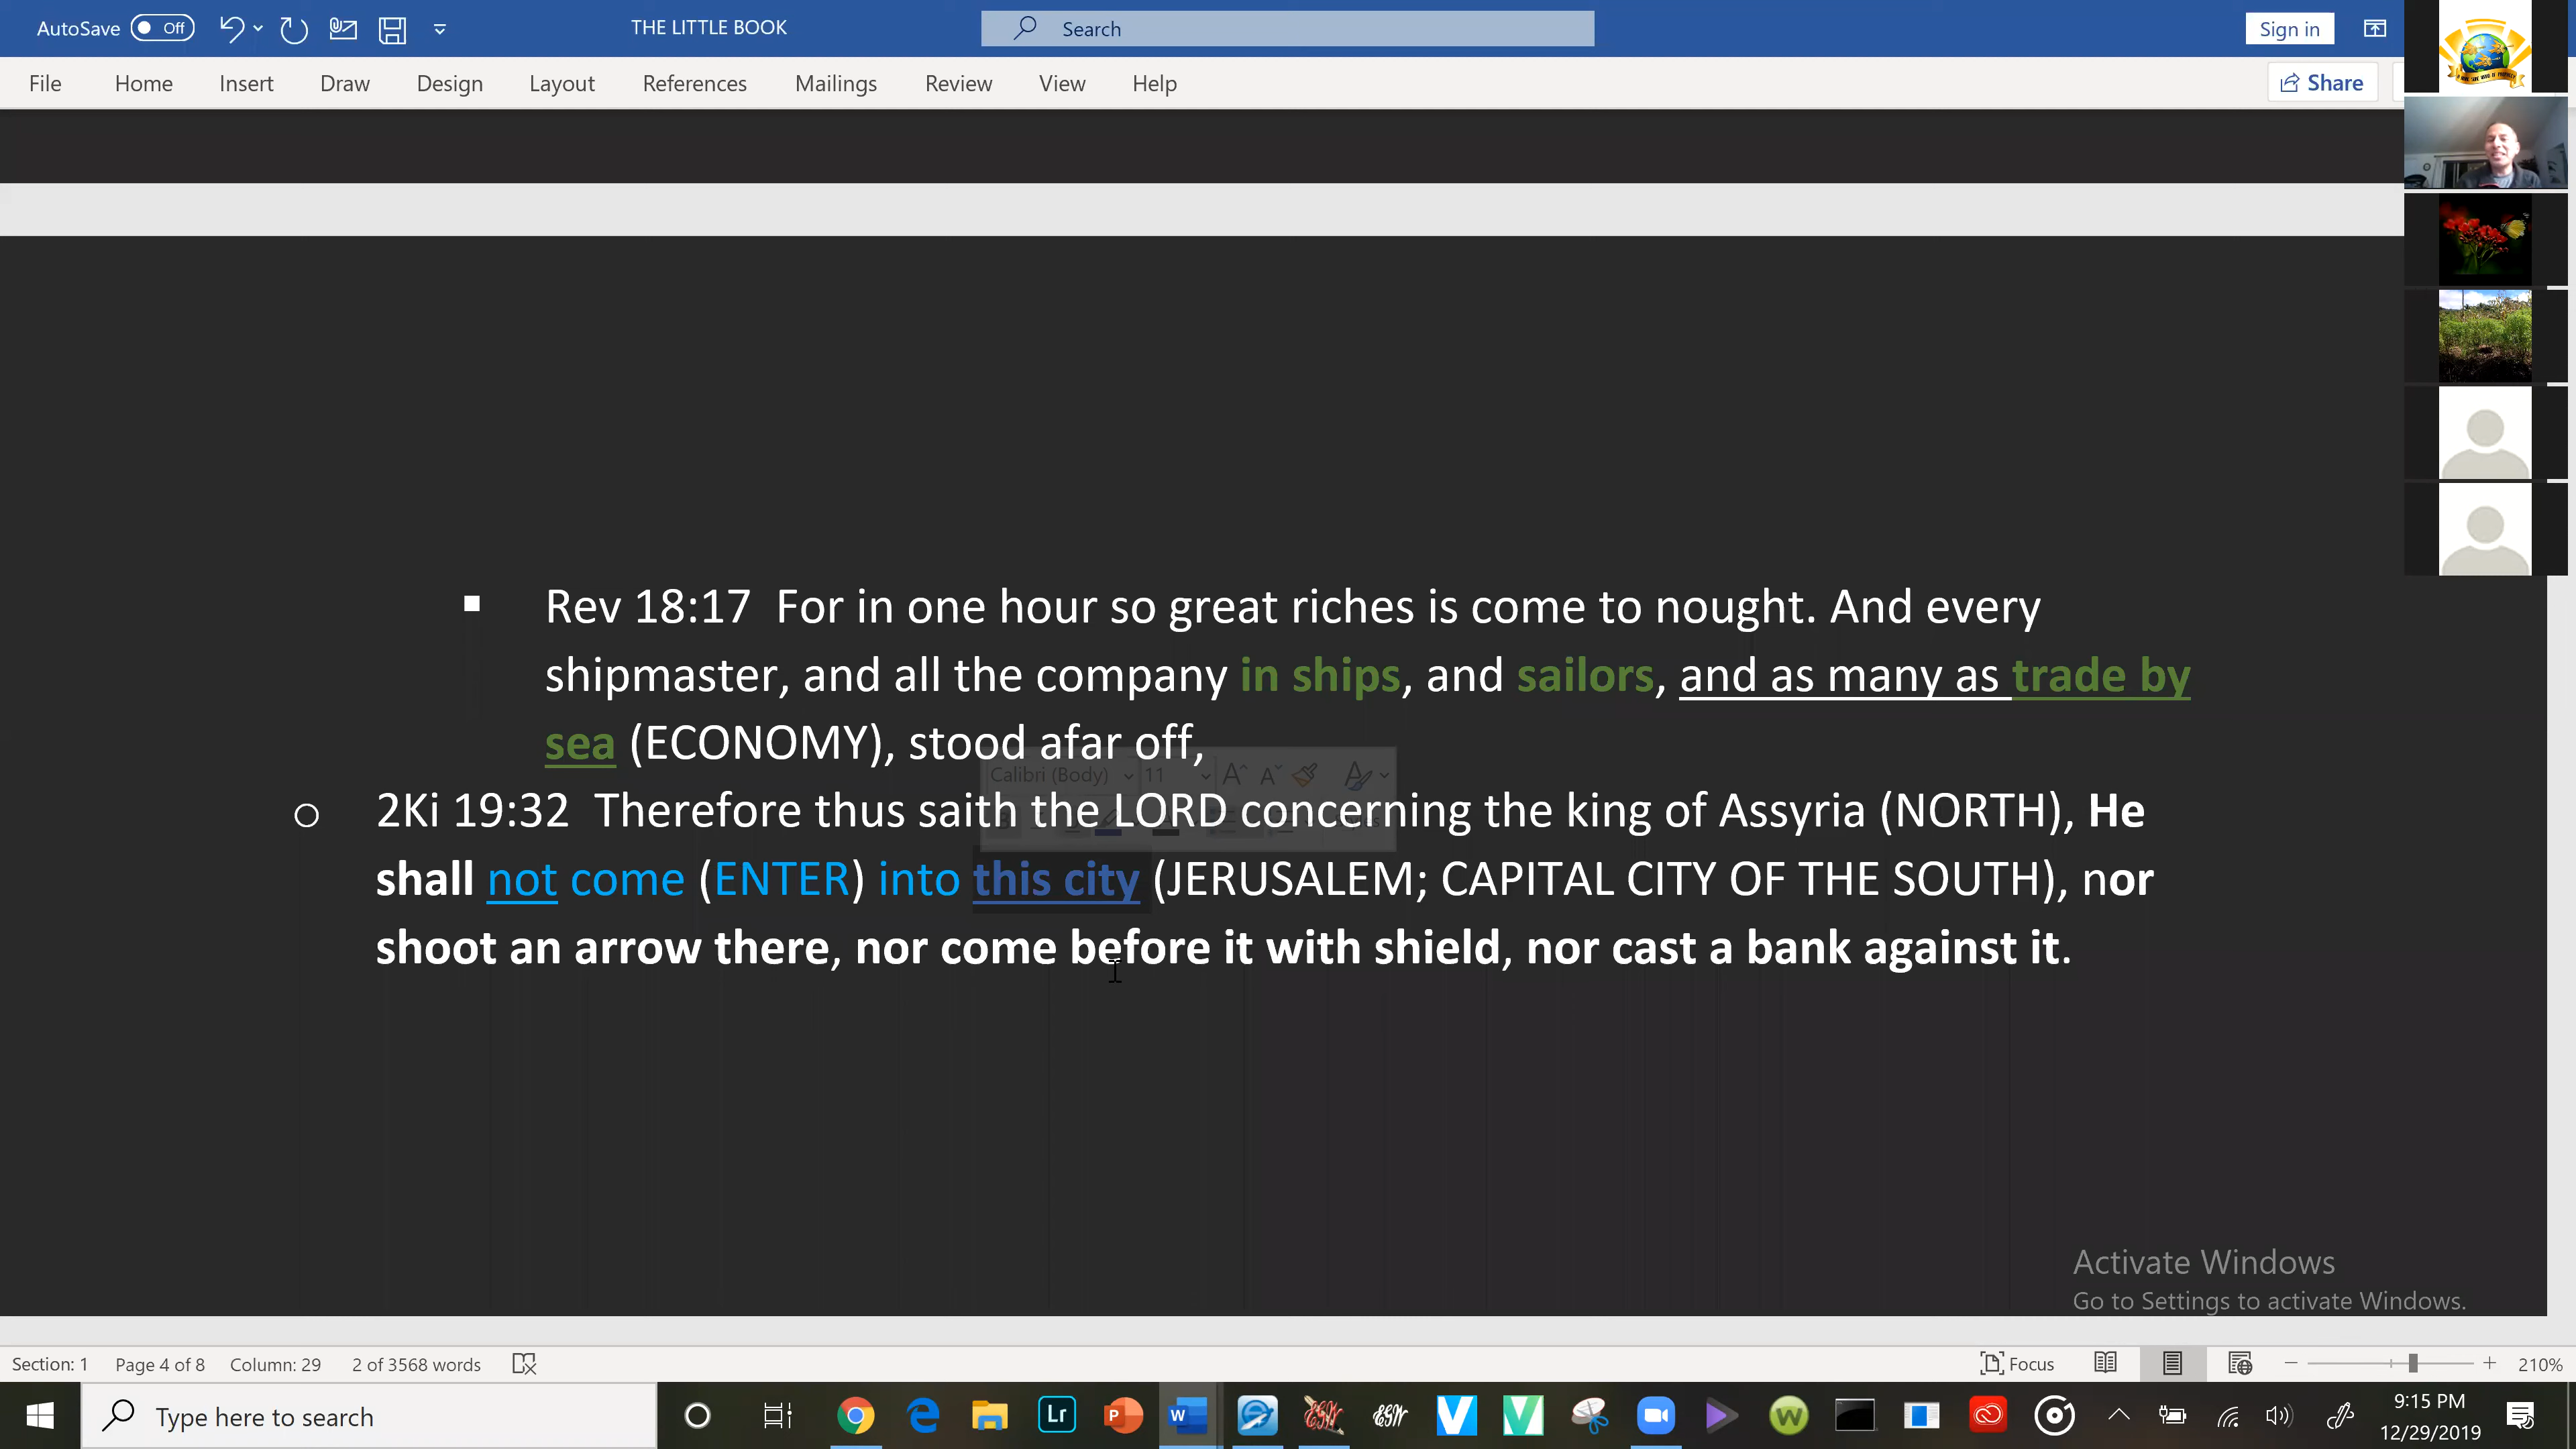 AutoSave Off THE LITTLE BOOK Search Sign in
File Home Insert Draw Design Layout References Mailings Review View Help Share
▪ Rev 18:17 For in one hour so great riches is come to nought. And every
shipmaster, and all the company in ships, and sailors, and as many as trade by
sea (ECONOMY), stood afar off,
Calibri (Body) 11
○ 2Ki 19:32 Therefore thus saith the LORD concerning the king of Assyria (NORTH), He
shall not come (ENTER) into this city (JERUSALEM; CAPITAL CITY OF THE SOUTH), nor
shoot an arrow there, nor come before it with shield, nor cast a bank against it.
Activate Windows
Go to Settings to activate Windows.
Section: 1 Page 4 of 8 Column: 29 2 of 3568 words Focus 210%
Type here to search
9:15 PM
12/29/2019